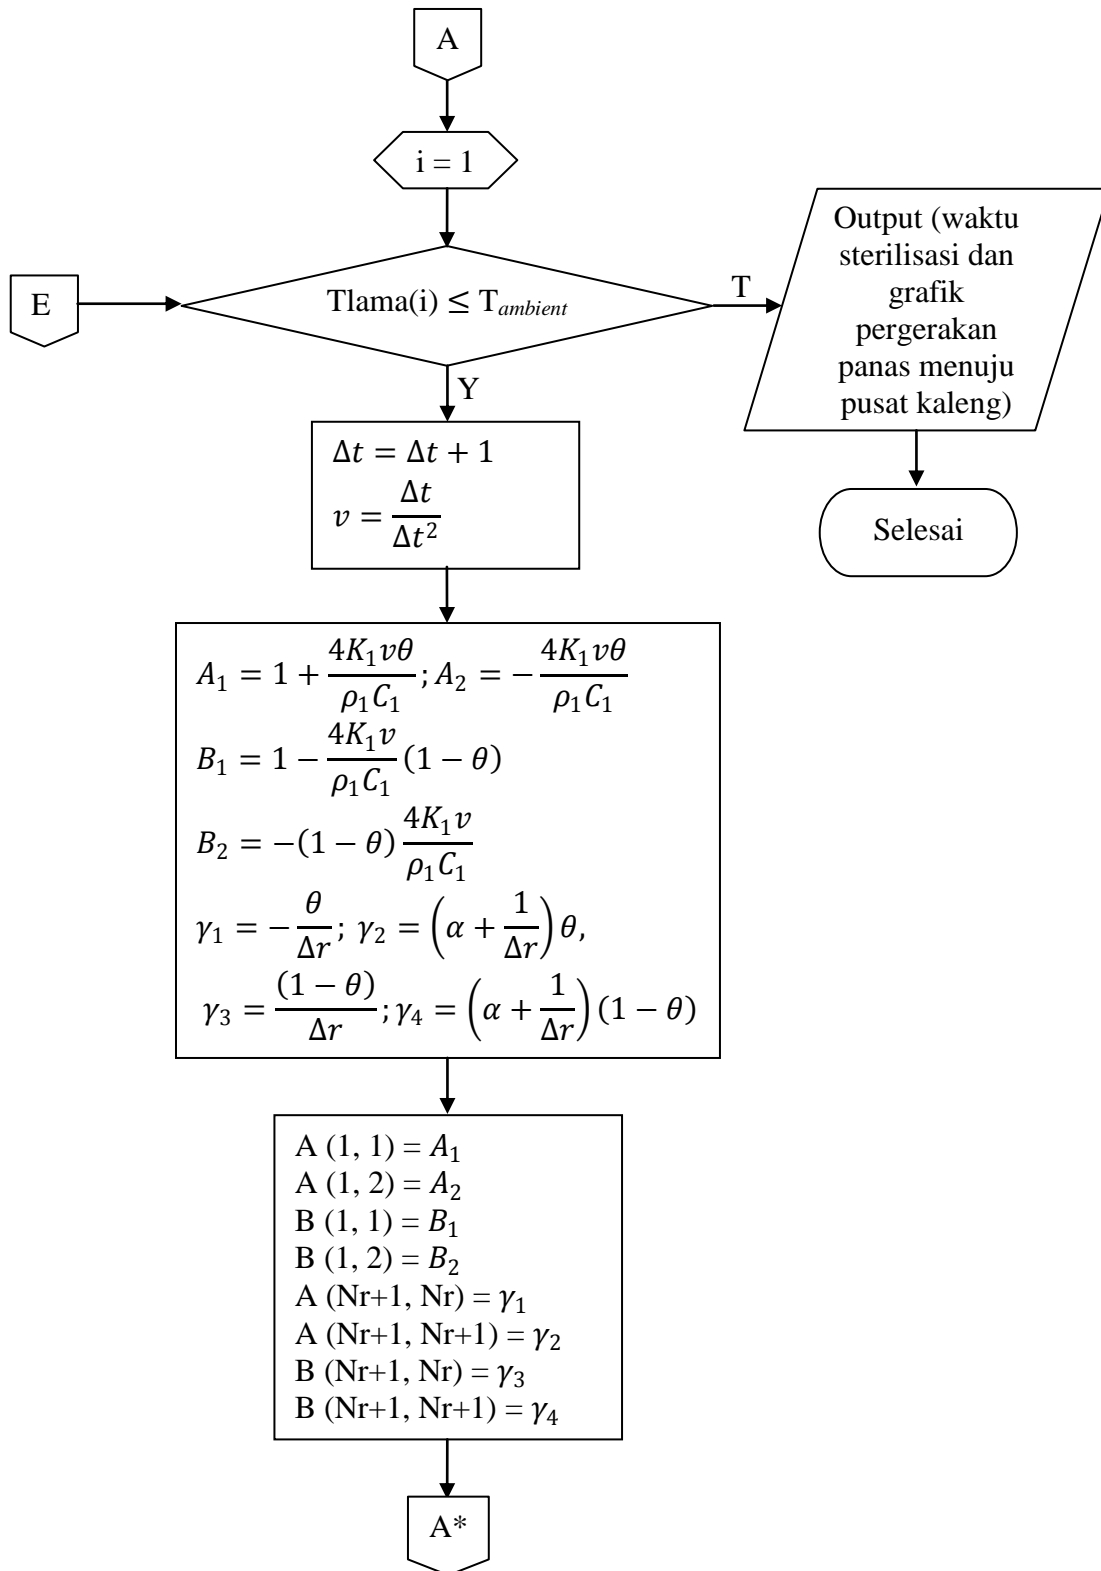 A
i = 1
E
Tlama(i) ≤ T_ambient
T
Output (waktu
sterilisasi dan
grafik
pergerakan
panas menuju
pusat kaleng)
Selesai
Y
Δt = Δt + 1
v = Δt/Δt²
A₁ = 1 + 4K₁vθ/ρ₁C₁ ; A₂ = − 4K₁vθ/ρ₁C₁
B₁ = 1 − 4K₁v/ρ₁C₁ (1 − θ)
B₂ = −(1 − θ) 4K₁v/ρ₁C₁
γ₁ = − θ/Δr ; γ₂ = (α + 1/Δr) θ,
γ₃ = (1 − θ)/Δr ; γ₄ = (α + 1/Δr) (1 − θ)
A (1, 1) = A₁
A (1, 2) = A₂
B (1, 1) = B₁
B (1, 2) = B₂
A (Nr+1, Nr) = γ₁
A (Nr+1, Nr+1) = γ₂
B (Nr+1, Nr) = γ₃
B (Nr+1, Nr+1) = γ₄
A*